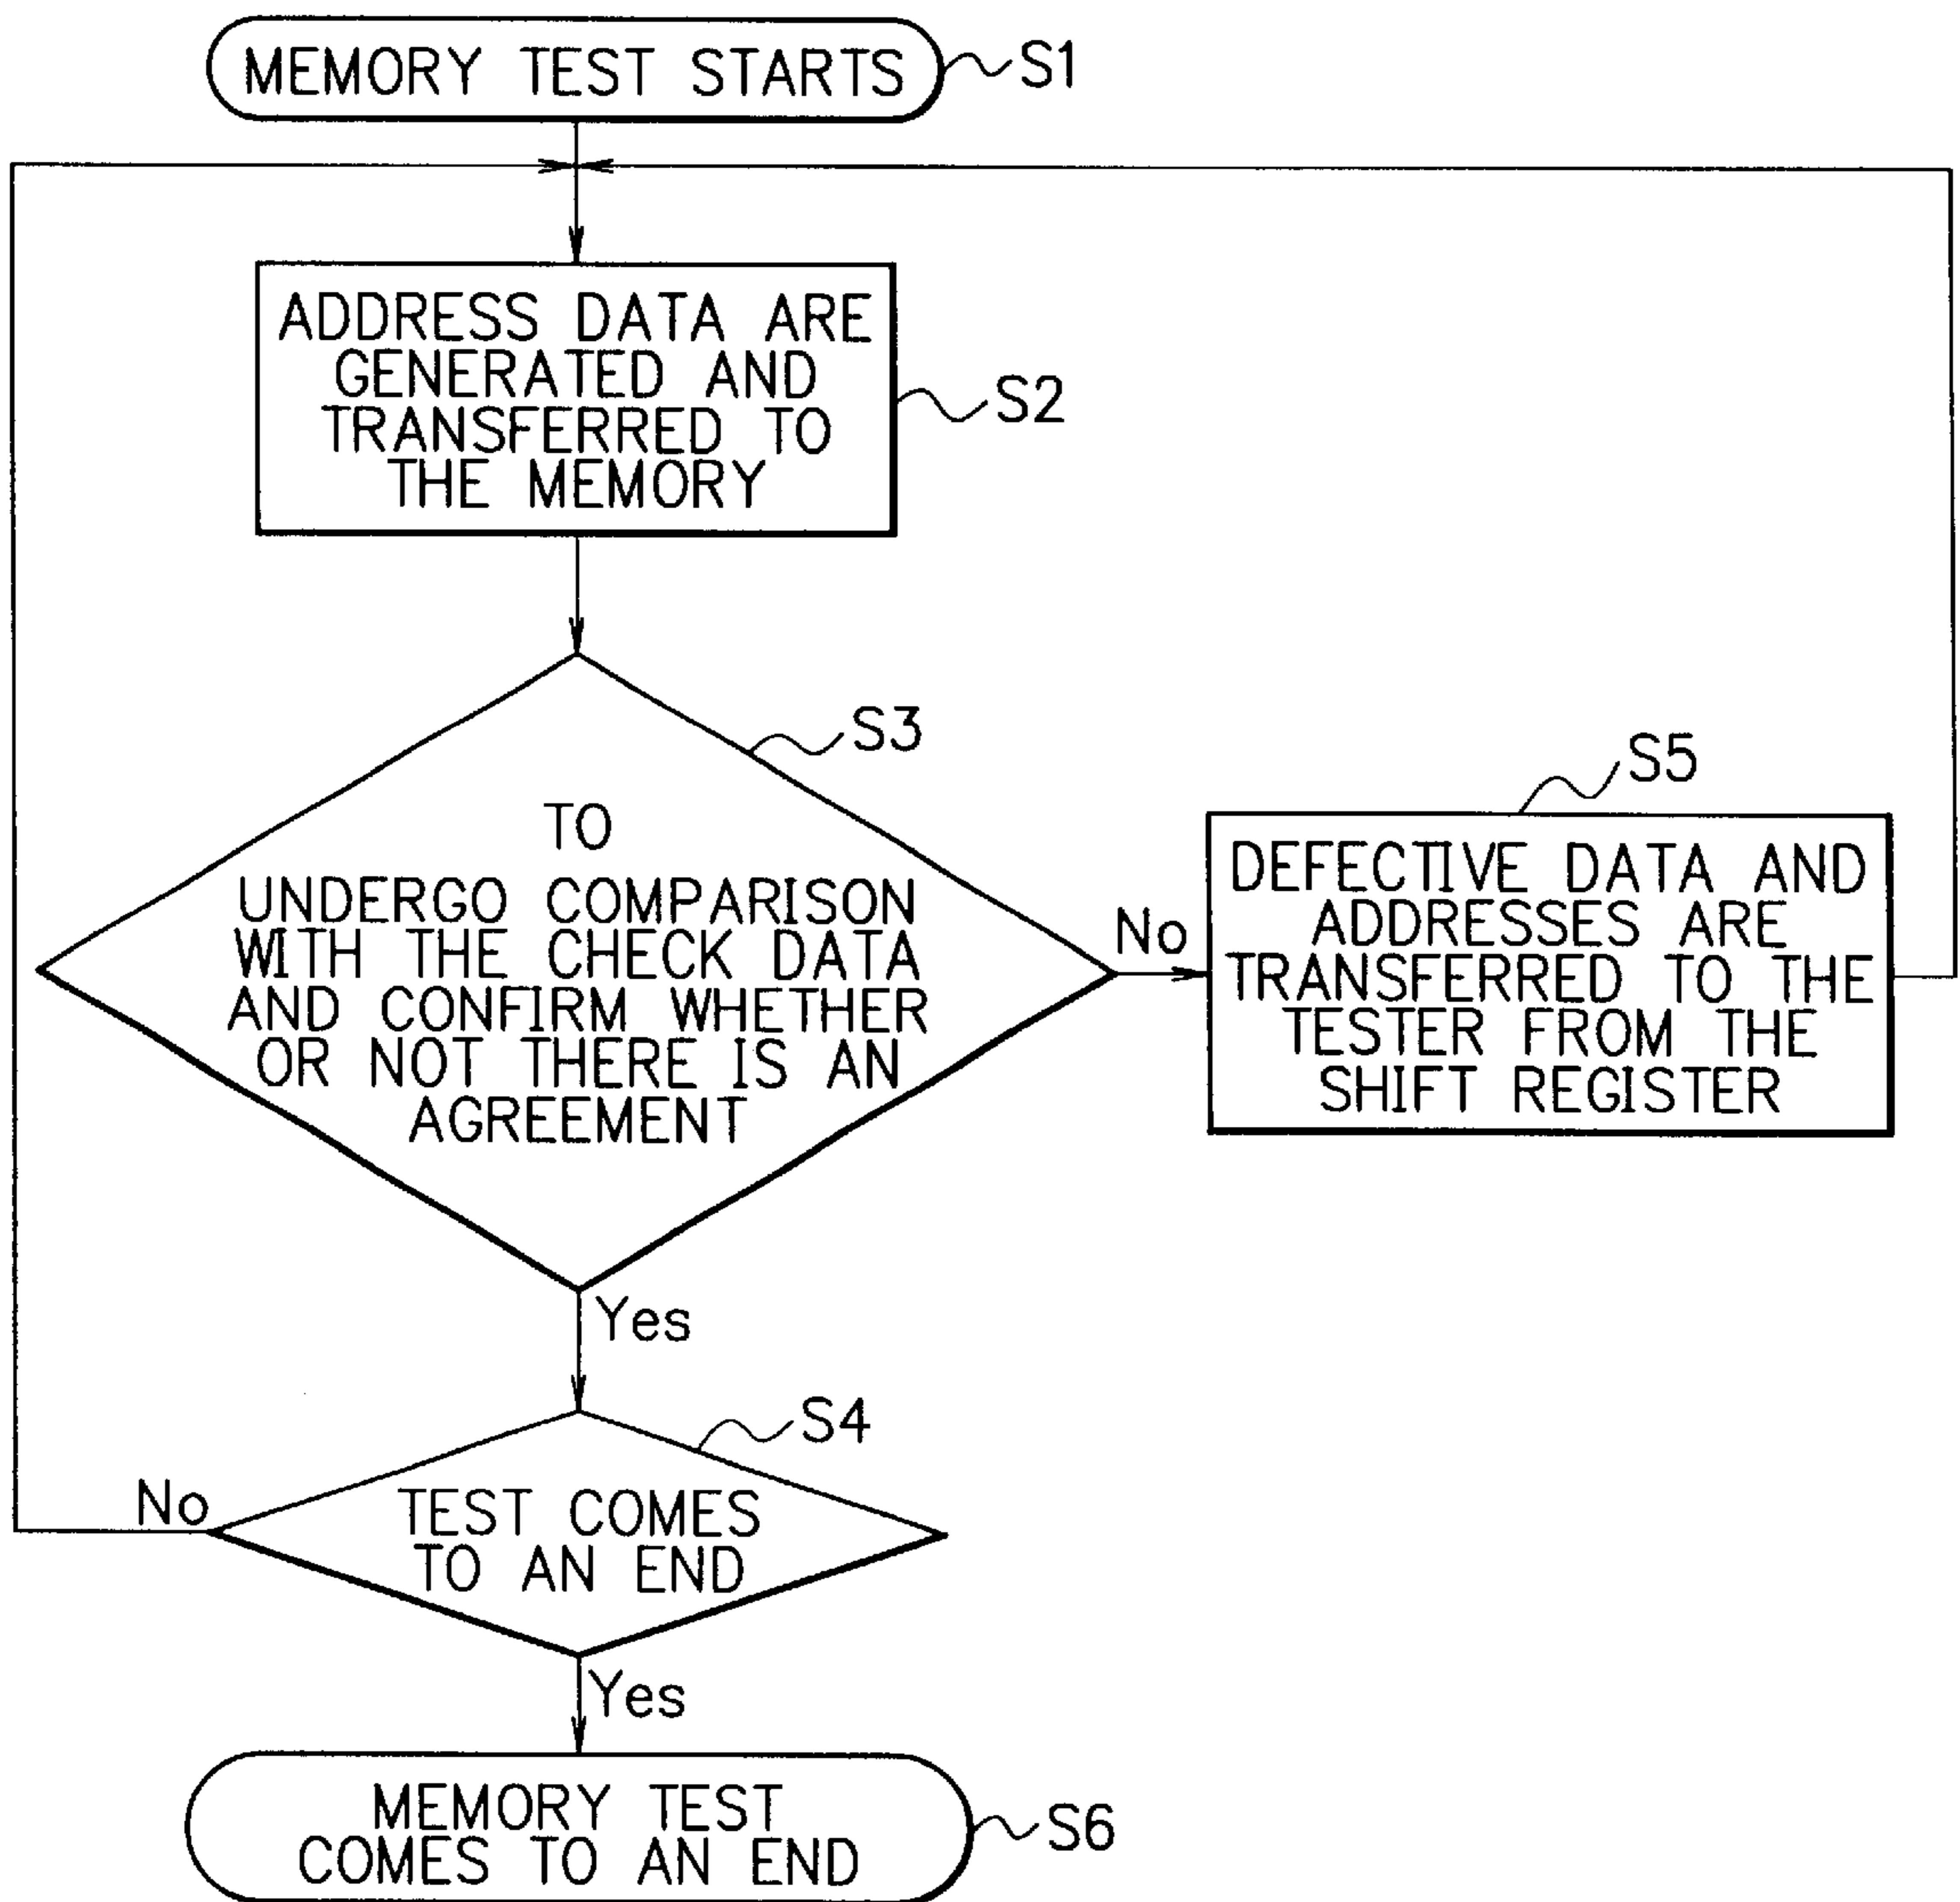 MEMORY TEST STARTS
S1
ADDRESS DATA ARE
GENERATED AND
TRANSFERRED TO
THE MEMORY
S2
S3
TO
UNDERGO COMPARISON
WITH THE CHECK DATA
AND CONFIRM WHETHER
OR NOT THERE IS AN
AGREEMENT
No
S5
DEFECTIVE DATA AND
ADDRESSES ARE
TRANSFERRED TO THE
TESTER FROM THE
SHIFT REGISTER
Yes
S4
No
TEST COMES
TO AN END
Yes
MEMORY TEST
COMES TO AN END
S6